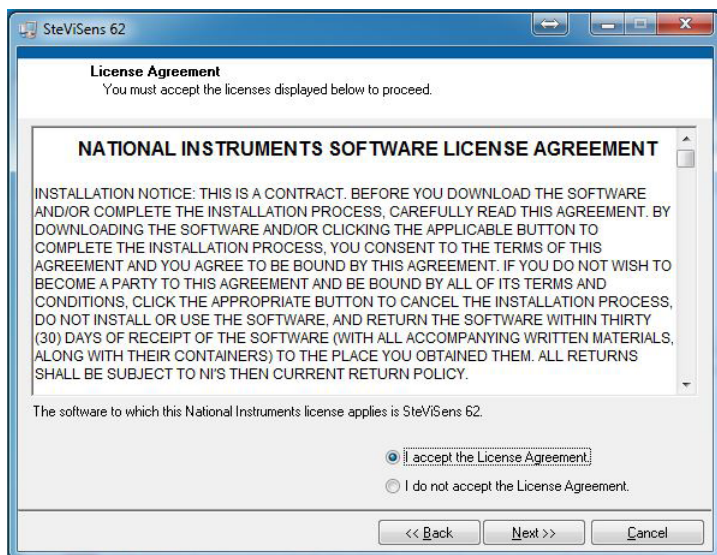 SteViSens 62
License Agreement
You must accept the licenses displayed below to proceed.
NATIONAL INSTRUMENTS SOFTWARE LICENSE AGREEMENT
INSTALLATION NOTICE: THIS IS A CONTRACT. BEFORE YOU DOWNLOAD THE SOFTWARE
AND/OR COMPLETE THE INSTALLATION PROCESS, CAREFULLY READ THIS AGREEMENT. BY
DOWNLOADING THE SOFTWARE AND/OR CLICKING THE APPLICABLE BUTTON TO
COMPLETE THE INSTALLATION PROCESS, YOU CONSENT TO THE TERMS OF THIS
AGREEMENT AND YOU AGREE TO BE BOUND BY THIS AGREEMENT. IF YOU DO NOT WISH TO
BECOME A PARTY TO THIS AGREEMENT AND BE BOUND BY ALL OF ITS TERMS AND
CONDITIONS, CLICK THE APPROPRIATE BUTTON TO CANCEL THE INSTALLATION PROCESS,
DO NOT INSTALL OR USE THE SOFTWARE, AND RETURN THE SOFTWARE WITHIN THIRTY
(30) DAYS OF RECEIPT OF THE SOFTWARE (WITH ALL ACCOMPANYING WRITTEN MATERIALS,
ALONG WITH THEIR CONTAINERS) TO THE PLACE YOU OBTAINED THEM. ALL RETURNS
SHALL BE SUBJECT TO NI'S THEN CURRENT RETURN POLICY.
The software to which this National Instruments license applies is SteViSens 62.
I accept the License Agreement.
I do not accept the License Agreement.
<< Back Next >> Cancel